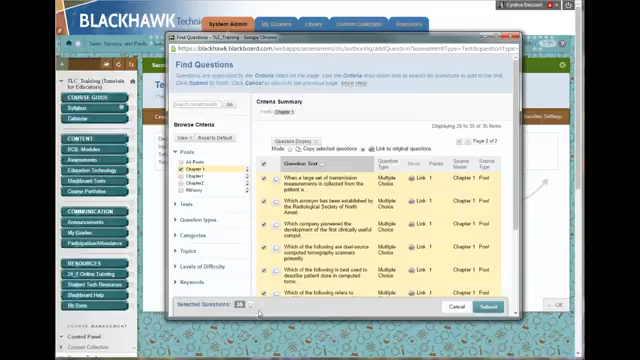 Cynthia Bencourt
BLACKHAWK Technic
System Admin
My Courses
Library
Content Collection
Resources
Find Questions – TLC_Training - Google Chrome
https://blackhawk.blackboard.com/webapps/assessment/do/authoring/addQuestion?assessmentType=Test&questionType=
Find Questions
Questions are organized by the Criteria listed on the page. Use the Criteria drop-down tabs to search for questions to add to the Test.
Click Submit to finish. Click Cancel to return to the previous page. More Help
Go
Browse Criteria
View
Reset to Default
Pools
All Pools
Chapter 1
Chapter1
Chapter2
Tests
Question types
Categories
Topics
Levels of Difficulty
Keywords
Criteria Summary
Pools: Chapter 1
Displaying 26 to 35 of 35 items
Question Display
Page 2 of 2
Mode
Copy selected questions
Link to original questions
Question Text
Question Type
Mode
Points
Source Name
Source Type
When a large set of transmission measurements is collected from the patient a...
Multiple Choice
Link
1
Chapter 1
Pool
Which acronym has been established by the Radiological Society of North Amer.
Multiple Choice
Link
1
Chapter 1
Pool
Which company pioneered the development of the first clinically useful comput.
Multiple Choice
Link
1
Chapter 1
Pool
Which of the following are dual-source computed tomography scanners primarily.
Multiple Choice
Link
1
Chapter 1
Pool
Which of the following is best used to describe patient dose in computed tomo...
Multiple Choice
Link
1
Chapter 1
Pool
Which of the following refers to
Multiple
Link
1
Chapter 1
Pool
Selected Questions:
Cancel
Submit
TLC_Training (Tutorials for Educators)
COURSE GUIDE
Syllabus
Calendar
CONTENT
BCIL-Modules
Assessments
Education Technology
Blackboard Tools
Course Portfolios
COMMUNICATION
Announcements
My Grades
Participation/Attendance
RESOURCES
24_7 Online Tutoring
Student Tech Resources
Blackboard Help
Bb Tools
COURSE MANAGEMENT
Control Panel
Content Collection
Settings
OK